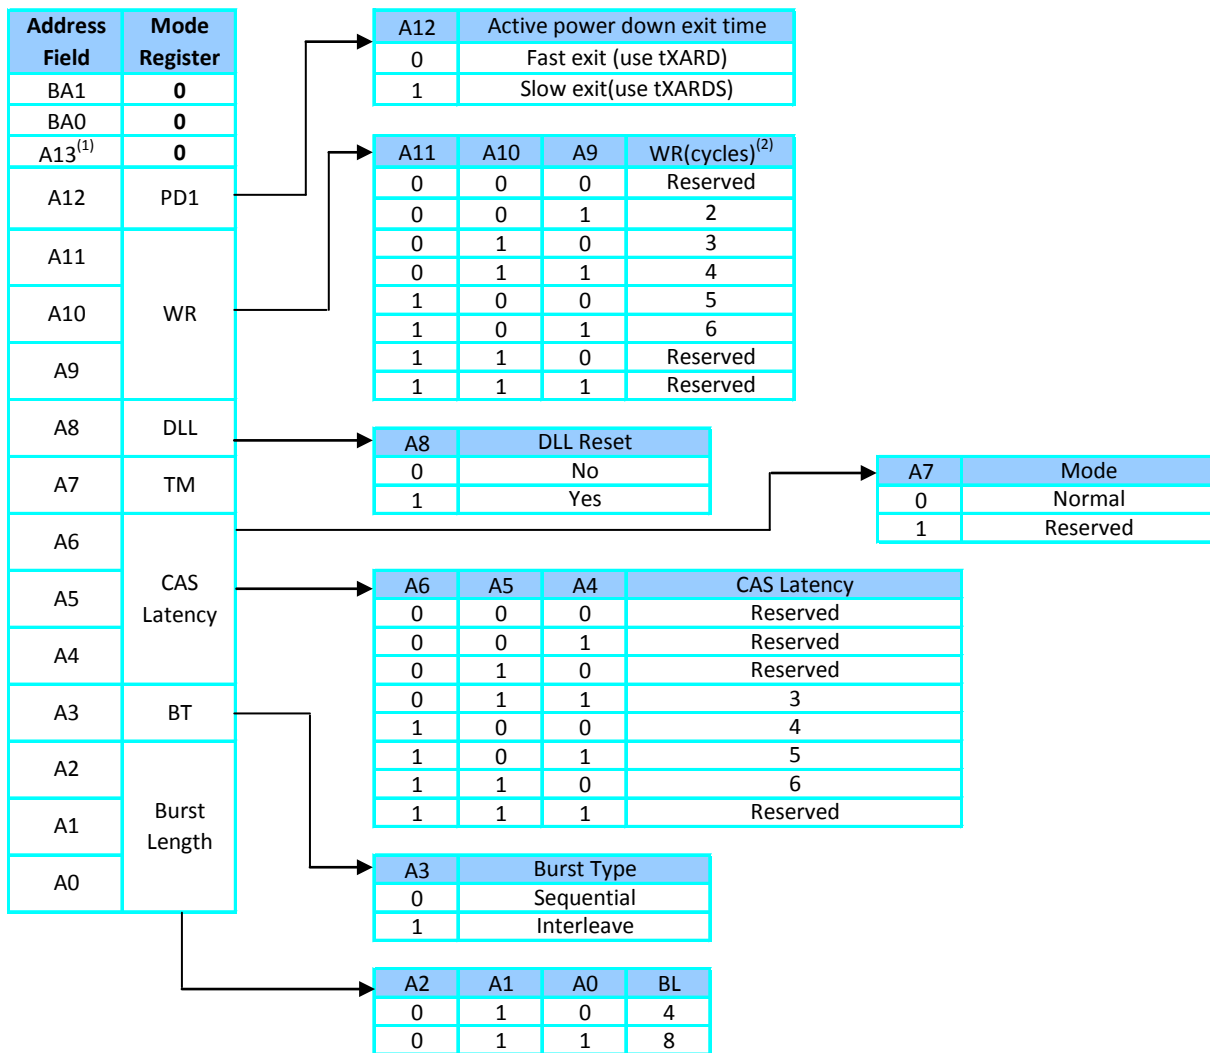 Address Field Mode Register
BA1 0
BA0 0
A13(1) 0
A12 PD1
A11
A10 WR
A9
A8 DLL
A7 TM
A6
A5 CAS Latency
A4
A3 BT
A2
A1 Burst Length
A0
A12 Active power down exit time
0 Fast exit (use tXARD)
1 Slow exit(use tXARDS)
A11 A10 A9 WR(cycles)(2)
0 0 0 Reserved
0 0 1 2
0 1 0 3
0 1 1 4
1 0 0 5
1 0 1 6
1 1 0 Reserved
1 1 1 Reserved
A8 DLL Reset
0 No
1 Yes
A7 Mode
0 Normal
1 Reserved
A6 A5 A4 CAS Latency
0 0 0 Reserved
0 0 1 Reserved
0 1 0 Reserved
0 1 1 3
1 0 0 4
1 0 1 5
1 1 0 6
1 1 1 Reserved
A3 Burst Type
0 Sequential
1 Interleave
A2 A1 A0 BL
0 1 0 4
0 1 1 8